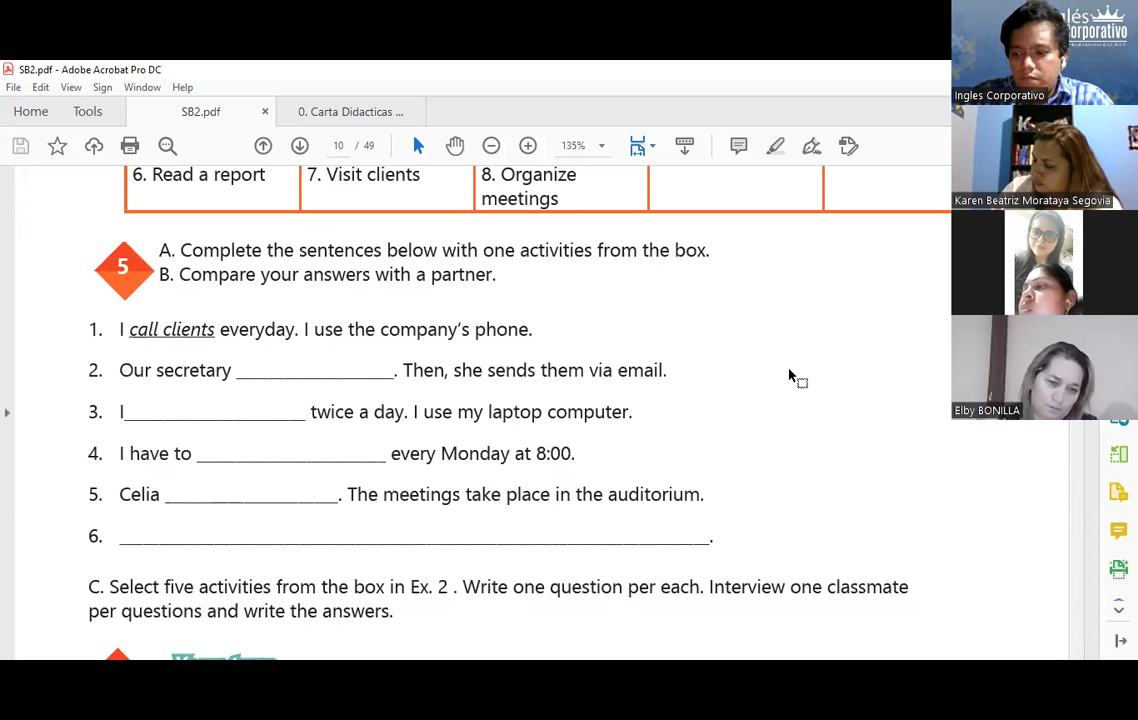 SB2.pdf - Adobe Acrobat Pro DC
File Edit View Sign Window Help
Home Tools SB2.pdf × 0. Carta Didacticas ...
10 / 49 135%
6. Read a report 7. Visit clients 8. Organize meetings
5
A. Complete the sentences below with one activities from the box.
B. Compare your answers with a partner.
1. I call clients everyday. I use the company's phone.
2. Our secretary _________________. Then, she sends them via email.
3. I___________________ twice a day. I use my laptop computer.
4. I have to ____________________ every Monday at 8:00.
5. Celia ___________________. The meetings take place in the auditorium.
6. ______________________________________________________________.
C. Select five activities from the box in Ex. 2 . Write one question per each. Interview one classmate
per questions and write the answers.
Ingles Corporativo
Karen Beatriz Morataya Segovia
Elby BONILLA